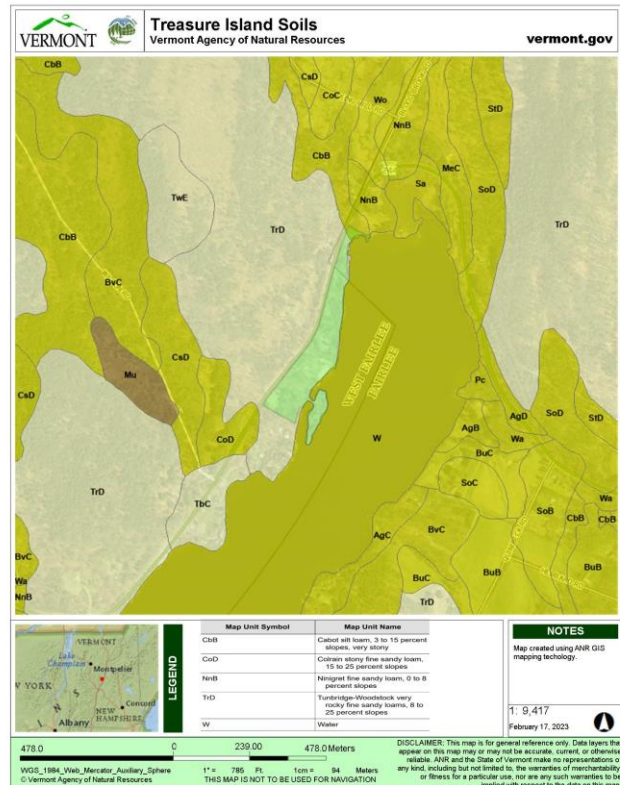 VERMONT
Treasure Island Soils
Vermont Agency of Natural Resources
vermont.gov
CbB
CsD
CoC
Wo
StD
NnB
CbB
MeC
TwE
Sa
SoD
NnB
TrD
TrD
CbB
BvC
WEST FAIRLEE
FAIRLEE
CsD
Mu
Pc
CsD
AgD
SoD
StD
CoD
AgB
Wa
W
BuC
SoC
TrD
Wa
TbC
SoB
CbB
CbB
AgC
BvC
BvC
BuC
BuB
BuB
Wa
TrD
NnB
VERMONT
Lake
Champlain
Montpelier
W YORK
Concord
NEW
HAMPSHIRE
Albany
LEGEND
Map Unit Symbol Map Unit Name
CbB Cabot silt loam, 3 to 15 percent
slopes, very stony
CoD Colrain stony fine sandy loam,
15 to 25 percent slopes
NnB Ninigret fine sandy loam, 0 to 8
percent slopes
TrD Tunbridge-Woodstock very
rocky fine sandy loams, 8 to
25 percent slopes
W Water
NOTES
Map created using ANR GIS
mapping techology.
1: 9,417
February 17, 2023
478.0 0 239.00 478.0 Meters
WGS_1984_Web_Mercator_Auxiliary_Sphere 1" = 785 Ft. 1cm = 94 Meters
© Vermont Agency of Natural Resources THIS MAP IS NOT TO BE USED FOR NAVIGATION
DISCLAIMER: This map is for general reference only. Data layers that
appear on this map may or may not be accurate, current, or otherwise
reliable. ANR and the State of Vermont make no representations of
any kind, including but not limited to, the warranties of merchantability,
or fitness for a particular use, nor are any such warranties to be
implied with respect to the data on this map.